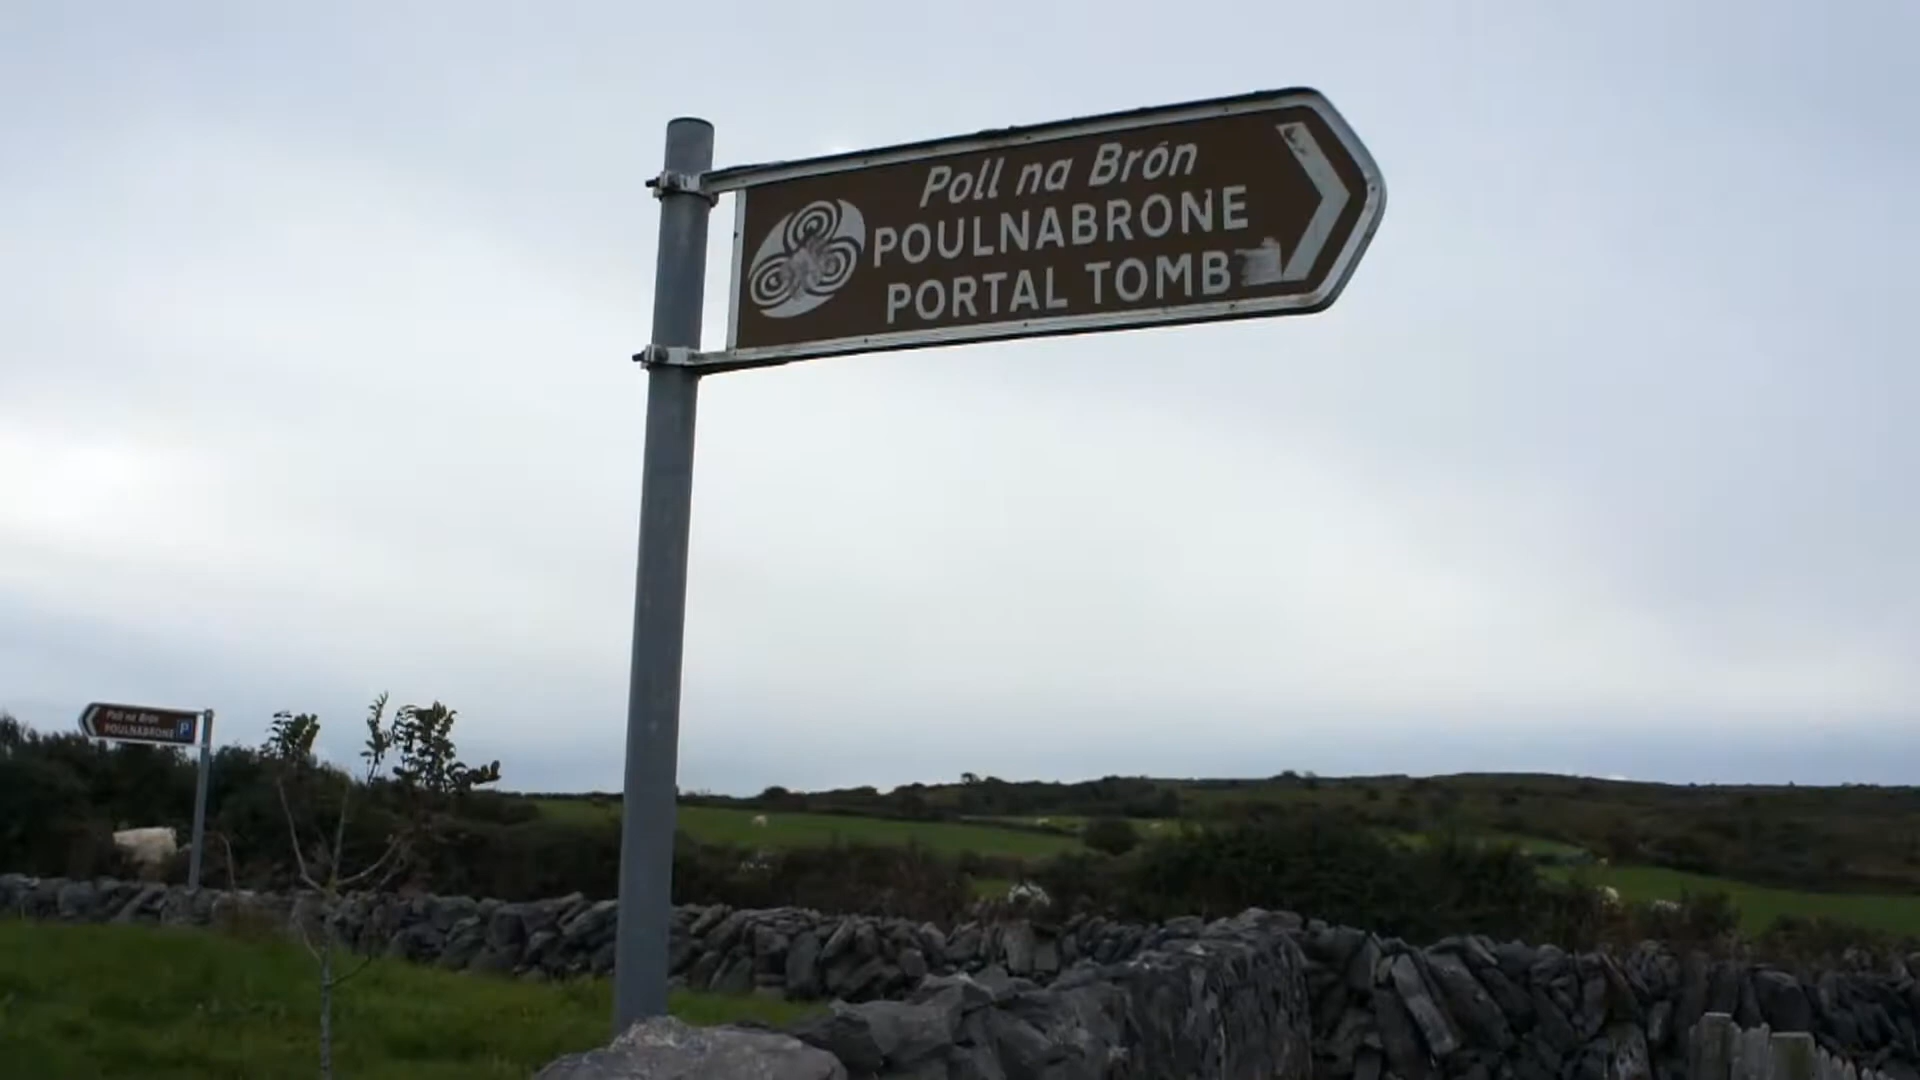 Poll na Brón
POULNABRONE
PORTAL TOMB
Poll na Brón
POULNABRONE P